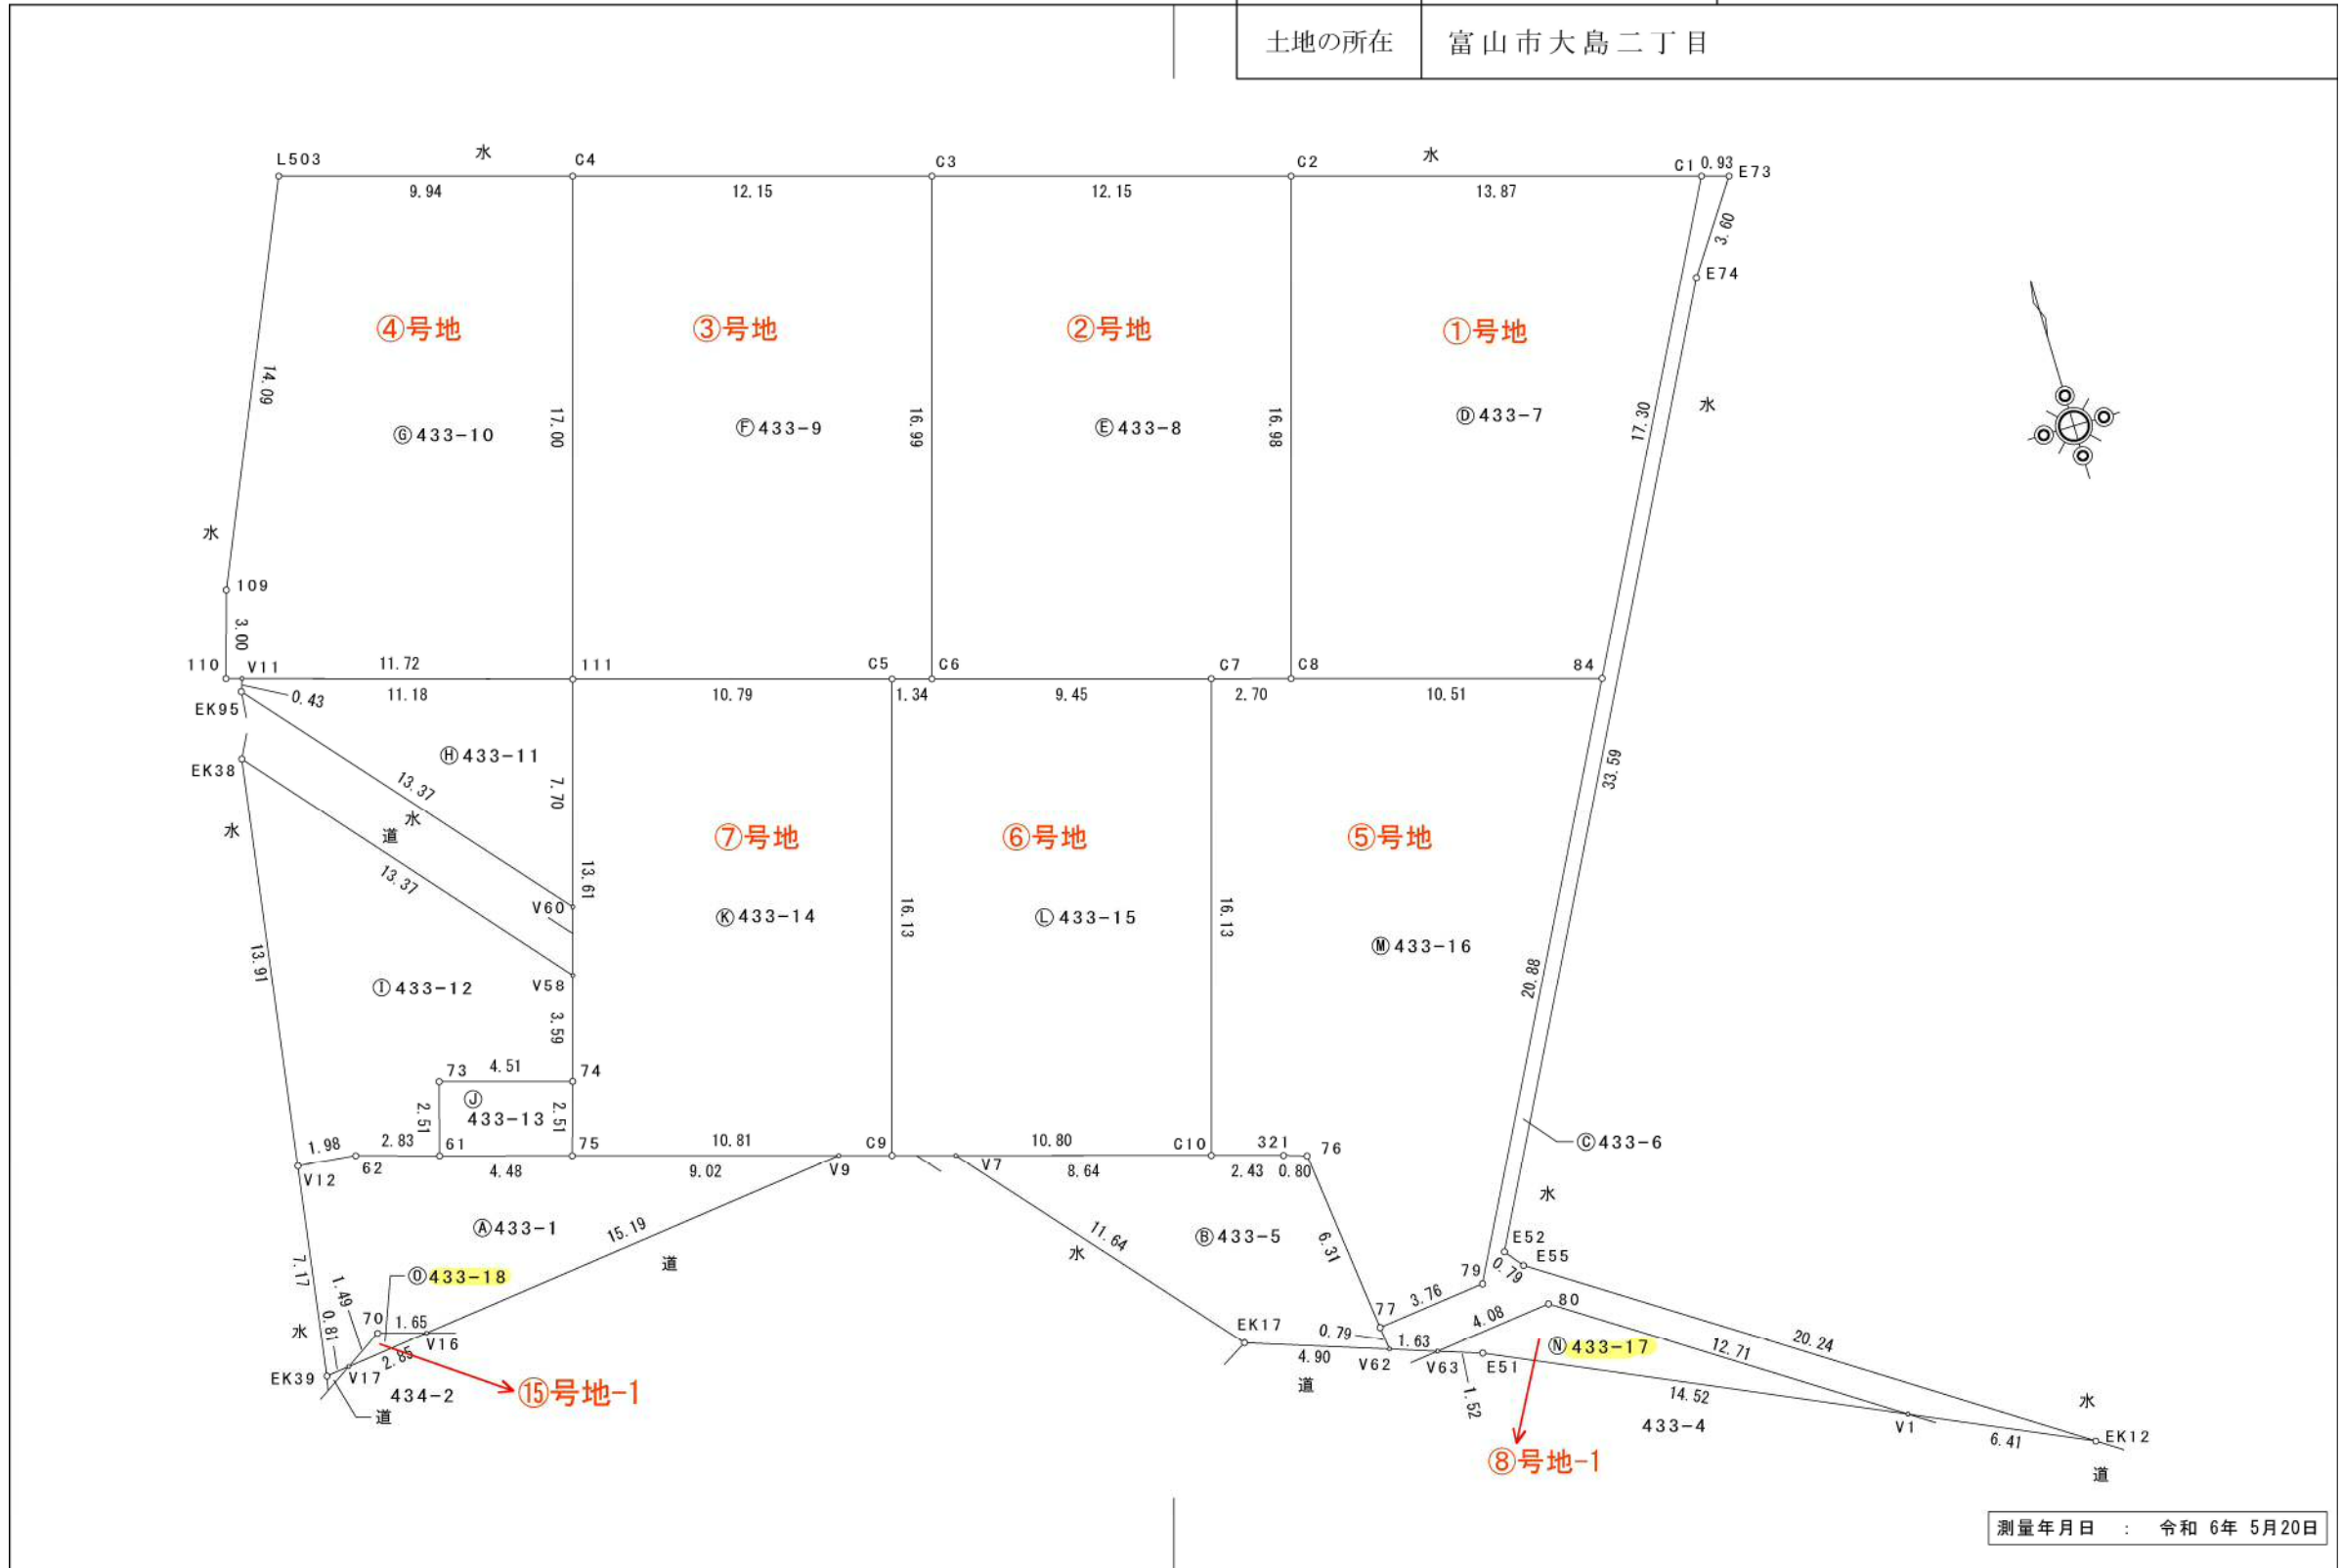 土地の所在 富山市大島二丁目
L503 水 C4 C3 C2 水 C1 0.93 E73
9.94 12.15 12.15 13.87
3.60
E74
④号地 ③号地 ②号地 ①号地
14.09 17.00 16.99 16.98 17.30 水
Ⓖ433-10 Ⓕ433-9 Ⓔ433-8 Ⓓ433-7
水
109
3.00
110 V11 11.72 111 C5 C6 C7 C8 84
11.18 10.79 1.34 9.45 2.70 10.51
EK95 0.43
Ⓗ433-11
EK38
13.37 7.70 33.59
水 道 水
⑦号地 ⑥号地 ⑤号地
13.37 13.61
V60 Ⓚ433-14 16.13 Ⓛ433-15 16.13 Ⓜ433-16
13.91 20.88
Ⓘ433-12 V58
3.59
73 4.51 74
Ⓙ
2.51 433-13 2.51
1.98 2.83 61 75 10.81 C9 10.80 C10 321 76 Ⓒ433-6
V12 62 4.48 9.02 V9 V7 8.64 2.43 0.80
水
Ⓐ433-1 15.19 道 水 11.64 Ⓑ433-5 6.31 E52
E55
7.17 1.49 Ⓞ433-18 79 0.79
水 0.81 70 1.65 77 3.76 80
V16 EK17 0.79 1.63 4.08 Ⓝ433-17 12.71 20.24
EK39 V17 2.85 4.90 V62 V63 E51
434-2 ⑮号地-1 道 1.52 14.52 水
道 433-4 V1 EK12
6.41
⑧号地-1 道
測量年月日 : 令和 6年 5月20日